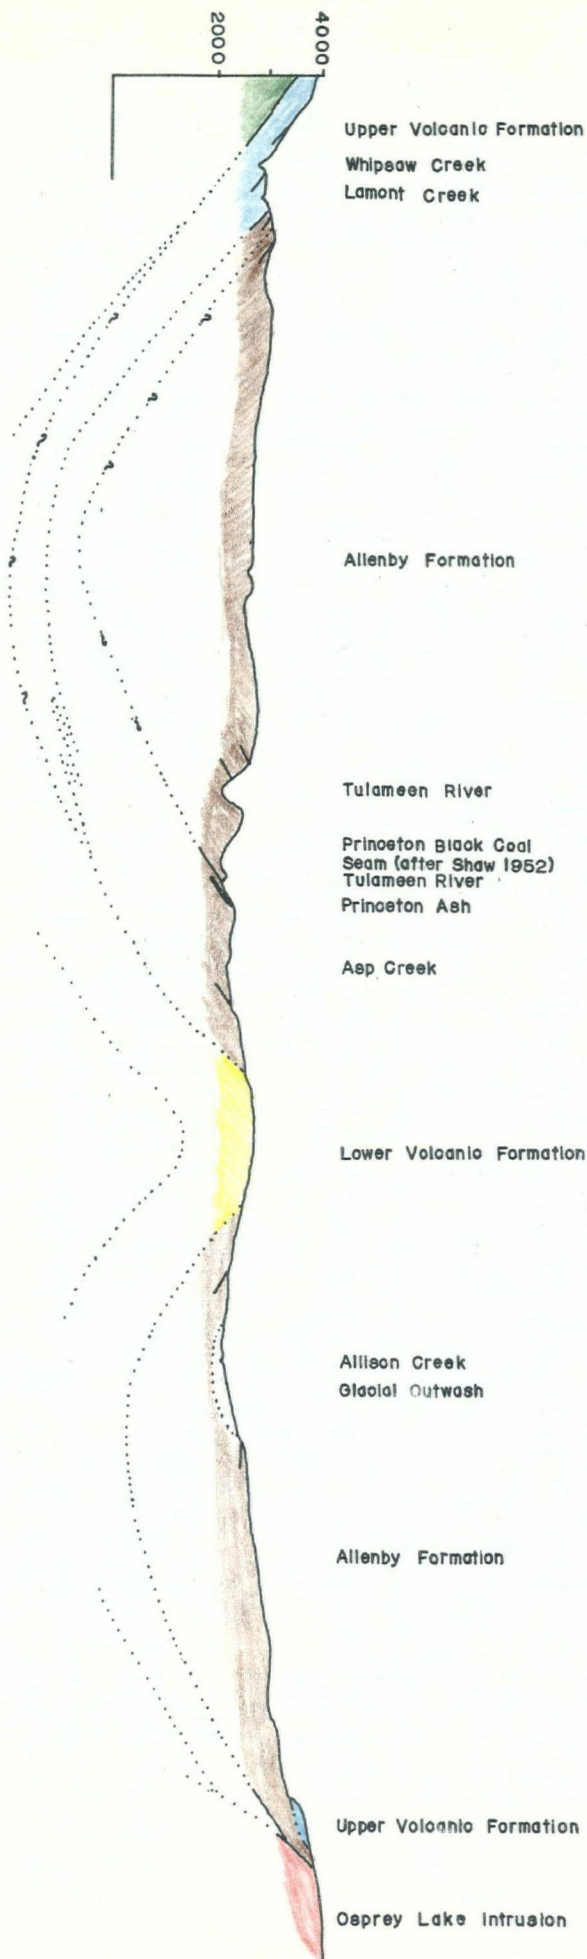 2000
4000
Upper Volcanic Formation
Whipsaw Creek
Lamont Creek
?
?
?
?
?
?
?
?
?
Allenby Formation
Tulameen River
Princeton Black Coal
Seam (after Shaw 1952)
Tulameen River
Princeton Ash
Asp Creek
Lower Volcanic Formation
Allison Creek
Glacial Outwash
Allenby Formation
Upper Volcanic Formation
Osprey Lake Intrusion